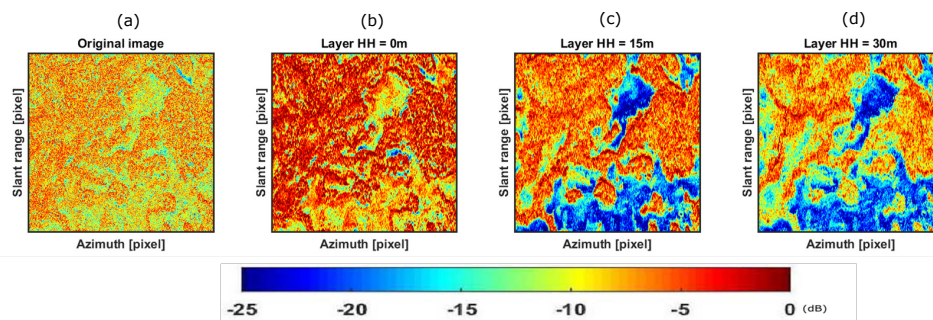 (a) (b) (c) (d)
Original image Layer HH = 0m Layer HH = 15m Layer HH = 30m
Slant range [pixel] Slant range [pixel] Slant range [pixel] Slant range [pixel]
Azimuth [pixel] Azimuth [pixel] Azimuth [pixel] Azimuth [pixel]
-25 -20 -15 -10 -5 0 (dB)